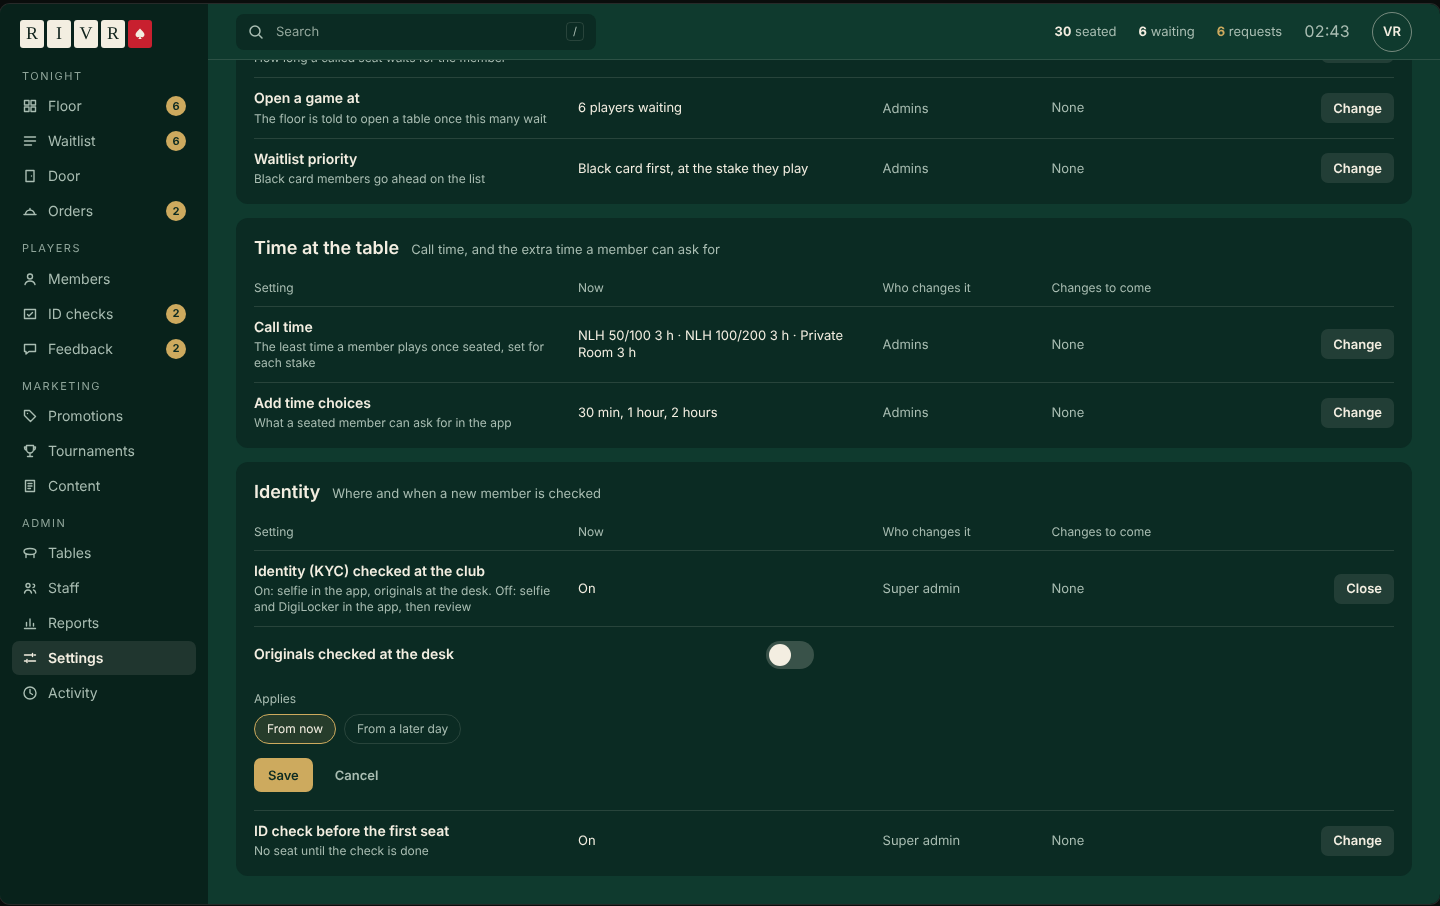 RIVR
Search
/
30 seated
6 waiting
6 requests
02:43
VR
TONIGHT
Floor 6
Waitlist 6
Door
Orders 2
PLAYERS
Members
ID checks 2
Feedback 2
MARKETING
Promotions
Tournaments
Content
ADMIN
Tables
Staff
Reports
Settings
Activity
How long a called seat waits for the member
Open a game at
The floor is told to open a table once this many wait
6 players waiting
Admins
None
Change
Waitlist priority
Black card members go ahead on the list
Black card first, at the stake they play
Admins
None
Change
Time at the table
Call time, and the extra time a member can ask for
Setting
Now
Who changes it
Changes to come
Call time
The least time a member plays once seated, set for
each stake
NLH 50/100 3 h · NLH 100/200 3 h · Private
Room 3 h
Admins
None
Change
Add time choices
What a seated member can ask for in the app
30 min, 1 hour, 2 hours
Admins
None
Change
Identity
Where and when a new member is checked
Setting
Now
Who changes it
Changes to come
Identity (KYC) checked at the club
On: selfie in the app, originals at the desk. Off: selfie
and DigiLocker in the app, then review
On
Super admin
None
Close
Originals checked at the desk
Applies
From now
From a later day
Save
Cancel
ID check before the first seat
No seat until the check is done
On
Super admin
None
Change